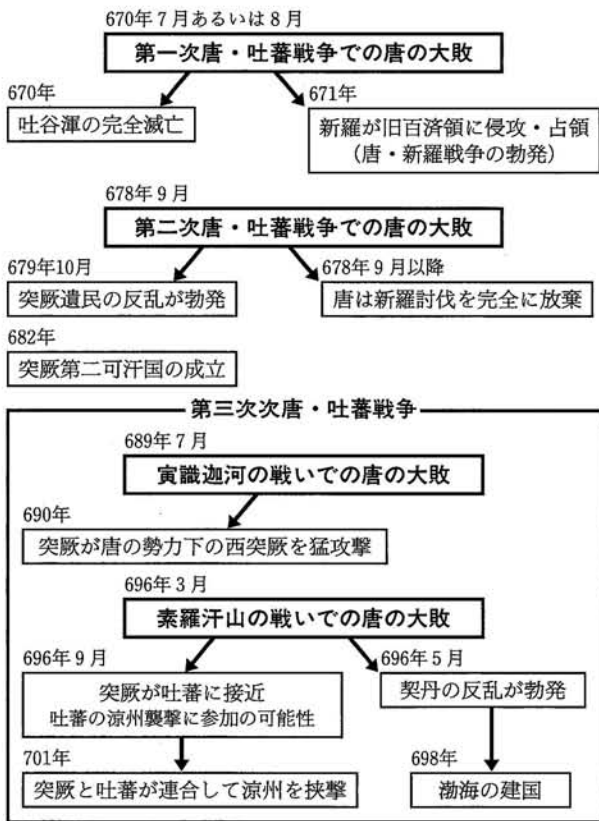 670年7月あるいは8月
第一次唐・吐蕃戦争での唐の大敗
670年
吐谷渾の完全滅亡
671年
新羅が旧百済領に侵攻・占領
（唐・新羅戦争の勃発）
678年9月
第二次唐・吐蕃戦争での唐の大敗
679年10月
突厥遺民の反乱が勃発
678年9月以降
唐は新羅討伐を完全に放棄
682年
突厥第二可汗国の成立
第三次次唐・吐蕃戦争
689年7月
寅識迦河の戦いでの唐の大敗
690年
突厥が唐の勢力下の西突厥を猛攻撃
696年3月
素羅汗山の戦いでの唐の大敗
696年9月
突厥が吐蕃に接近
吐蕃の涼州襲撃に参加の可能性
696年5月
契丹の反乱が勃発
701年
突厥と吐蕃が連合して涼州を挟撃
698年
渤海の建国